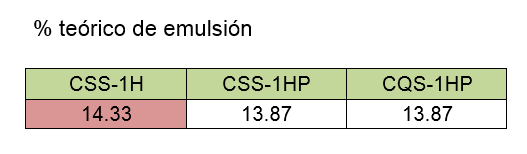 % teórico de emulsión
CSS-1H CSS-1HP CQS-1HP
14.33 13.87 13.87